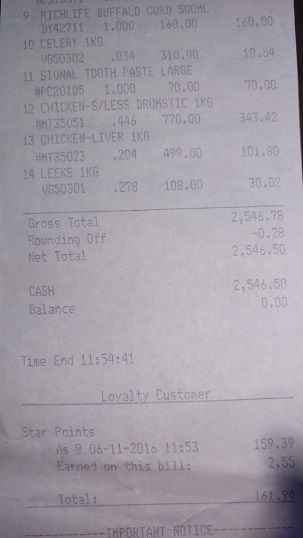 9 RICHLIFE BUFFALO CURD 500ML
DY42711 1.000 160.00 160.00
10 CELERY 1KG
VG50302 .034 310.00 10.54
11 SIGNAL TOOTH PASTE LARGE
#PC20105 1.000 70.00 70.00
12 CHICKEN-S/LESS DRUMSTIC 1KG
#MT35051 .446 770.00 343.42
13 CHICKEN-LIVER 1KG
#MT35023 .204 499.00 101.80
14 LEEKS 1KG
VG50301 .278 108.00 30.02
Gross Total 2,546.78
Rounding Off -0.28
Net Total 2,546.50
CASH 2,546.50
Balance 0.00
Time End 11:54:41
Loyalty Customer
Star Points
As @ 06-11-2016 11:53 159.39
Earned on this bill: 2.55
Total: 161.94
----------IMPORTANT NOTICE----------